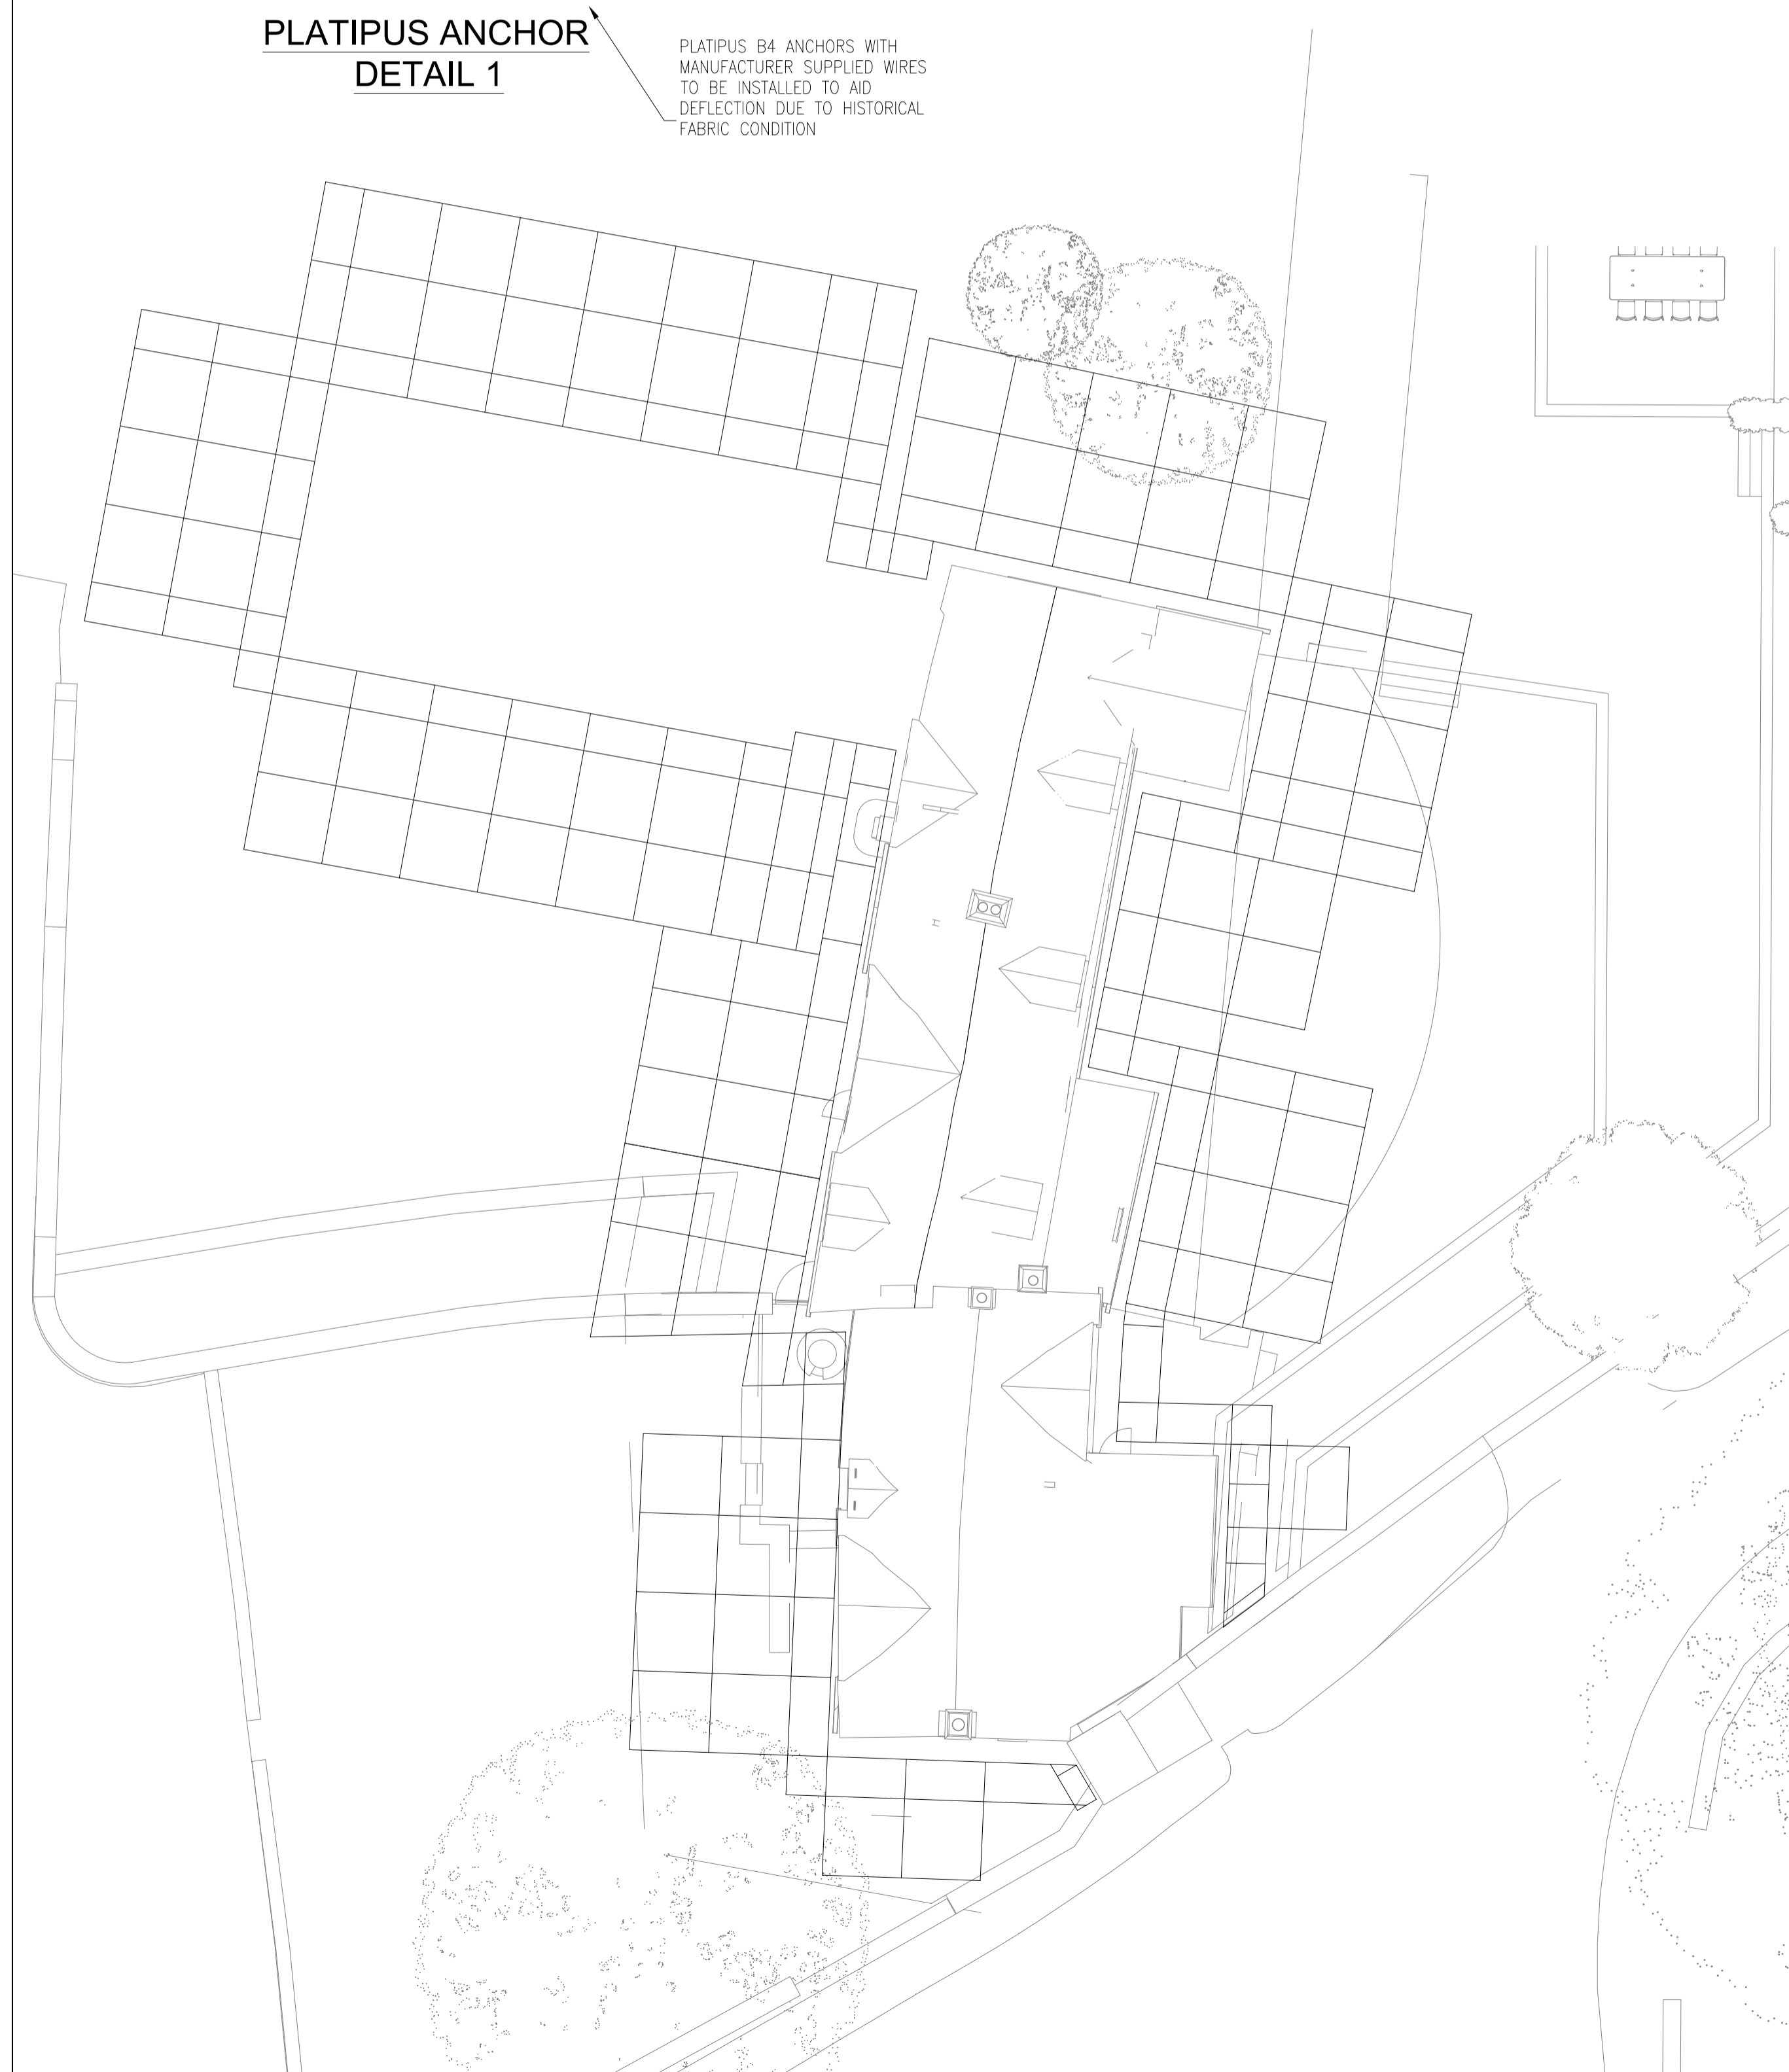 PLATIPUS ANCHOR
DETAIL 1
PLATIPUS B4 ANCHORS WITH
MANUFACTURER SUPPLIED WIRES
TO BE INSTALLED TO AID
DEFLECTION DUE TO HISTORICAL
FABRIC CONDITION